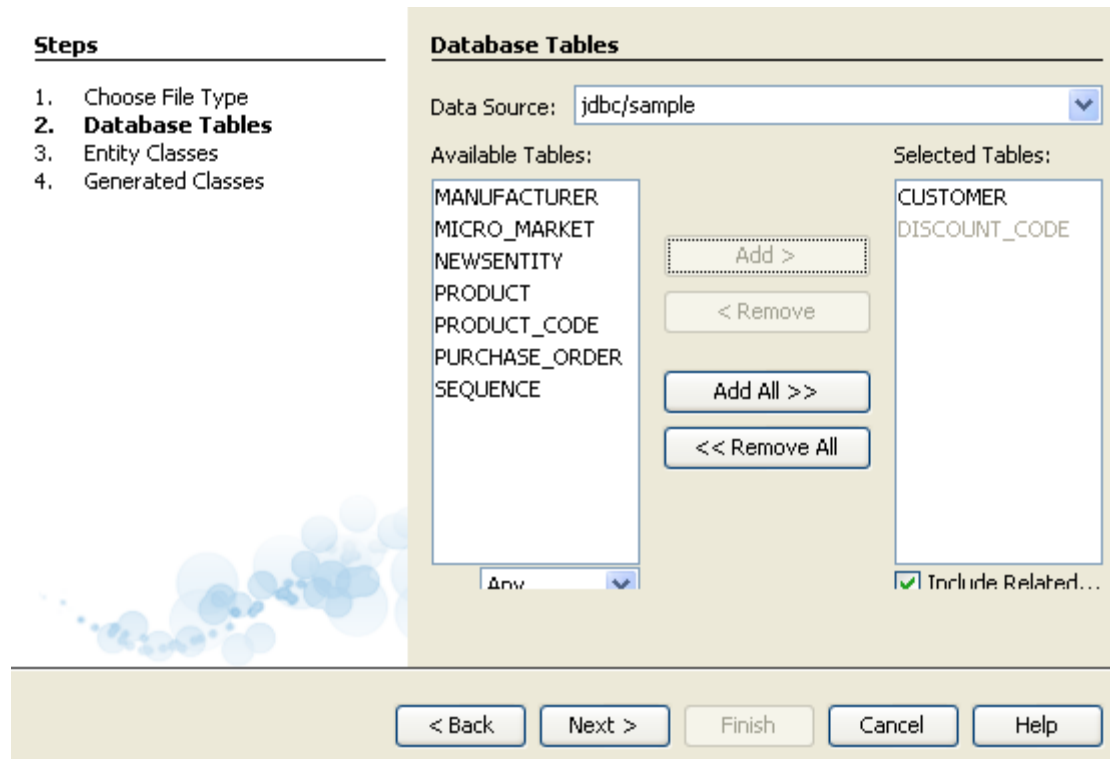 Steps
1. Choose File Type
2. Database Tables
3. Entity Classes
4. Generated Classes
Database Tables
Data Source: jdbc/sample
Available Tables:
MANUFACTURER
MICRO_MARKET
NEWSENTITY
PRODUCT
PRODUCT_CODE
PURCHASE_ORDER
SEQUENCE
Any
Add >
< Remove
Add All >>
<< Remove All
Selected Tables:
CUSTOMER
DISCOUNT_CODE
Include Related...
< Back Next > Finish Cancel Help